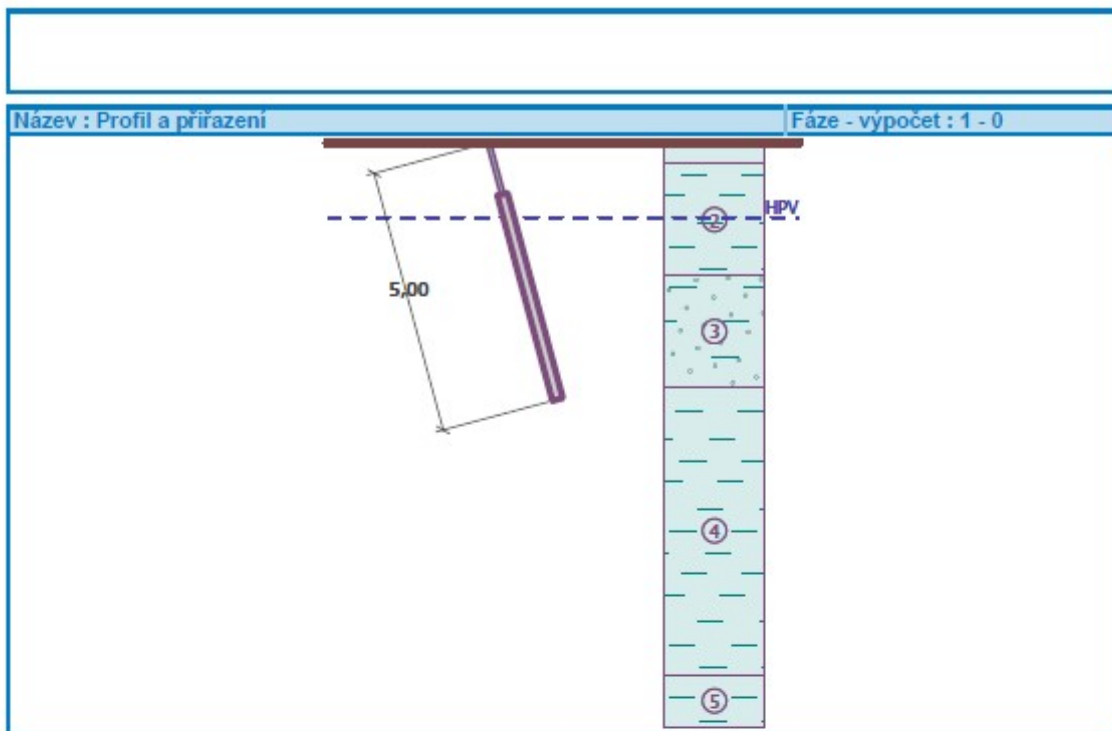 Název : Profil a přiřazení
Fáze - výpočet : 1 - 0
HPV
2
5,00
3
4
5